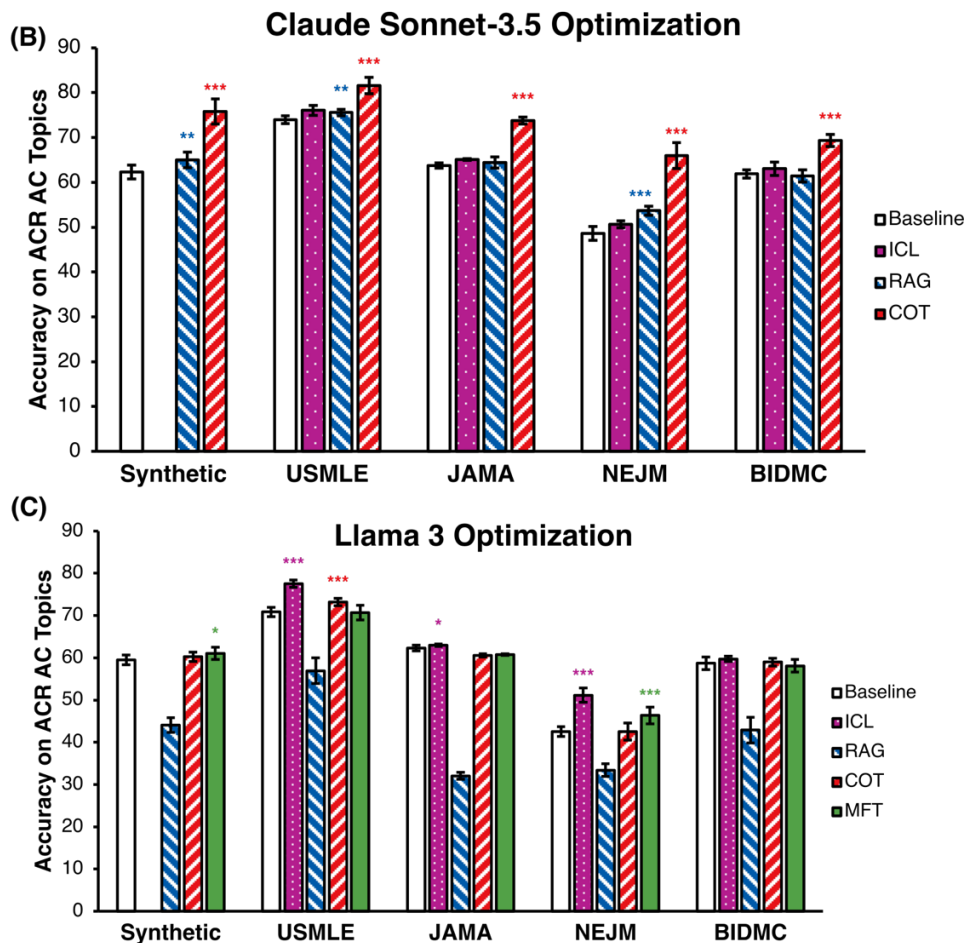 (B)
Claude Sonnet-3.5 Optimization
Accuracy on ACR AC Topics
90
80
70
60
50
40
30
20
10
0
**
***
**
***
***
***
***
***
Synthetic
USMLE
JAMA
NEJM
BIDMC
Baseline
ICL
RAG
COT
(C)
Llama 3 Optimization
Accuracy on ACR AC Topics
90
80
70
60
50
40
30
20
10
0
*
***
***
*
***
***
Synthetic
USMLE
JAMA
NEJM
BIDMC
Baseline
ICL
RAG
COT
MFT